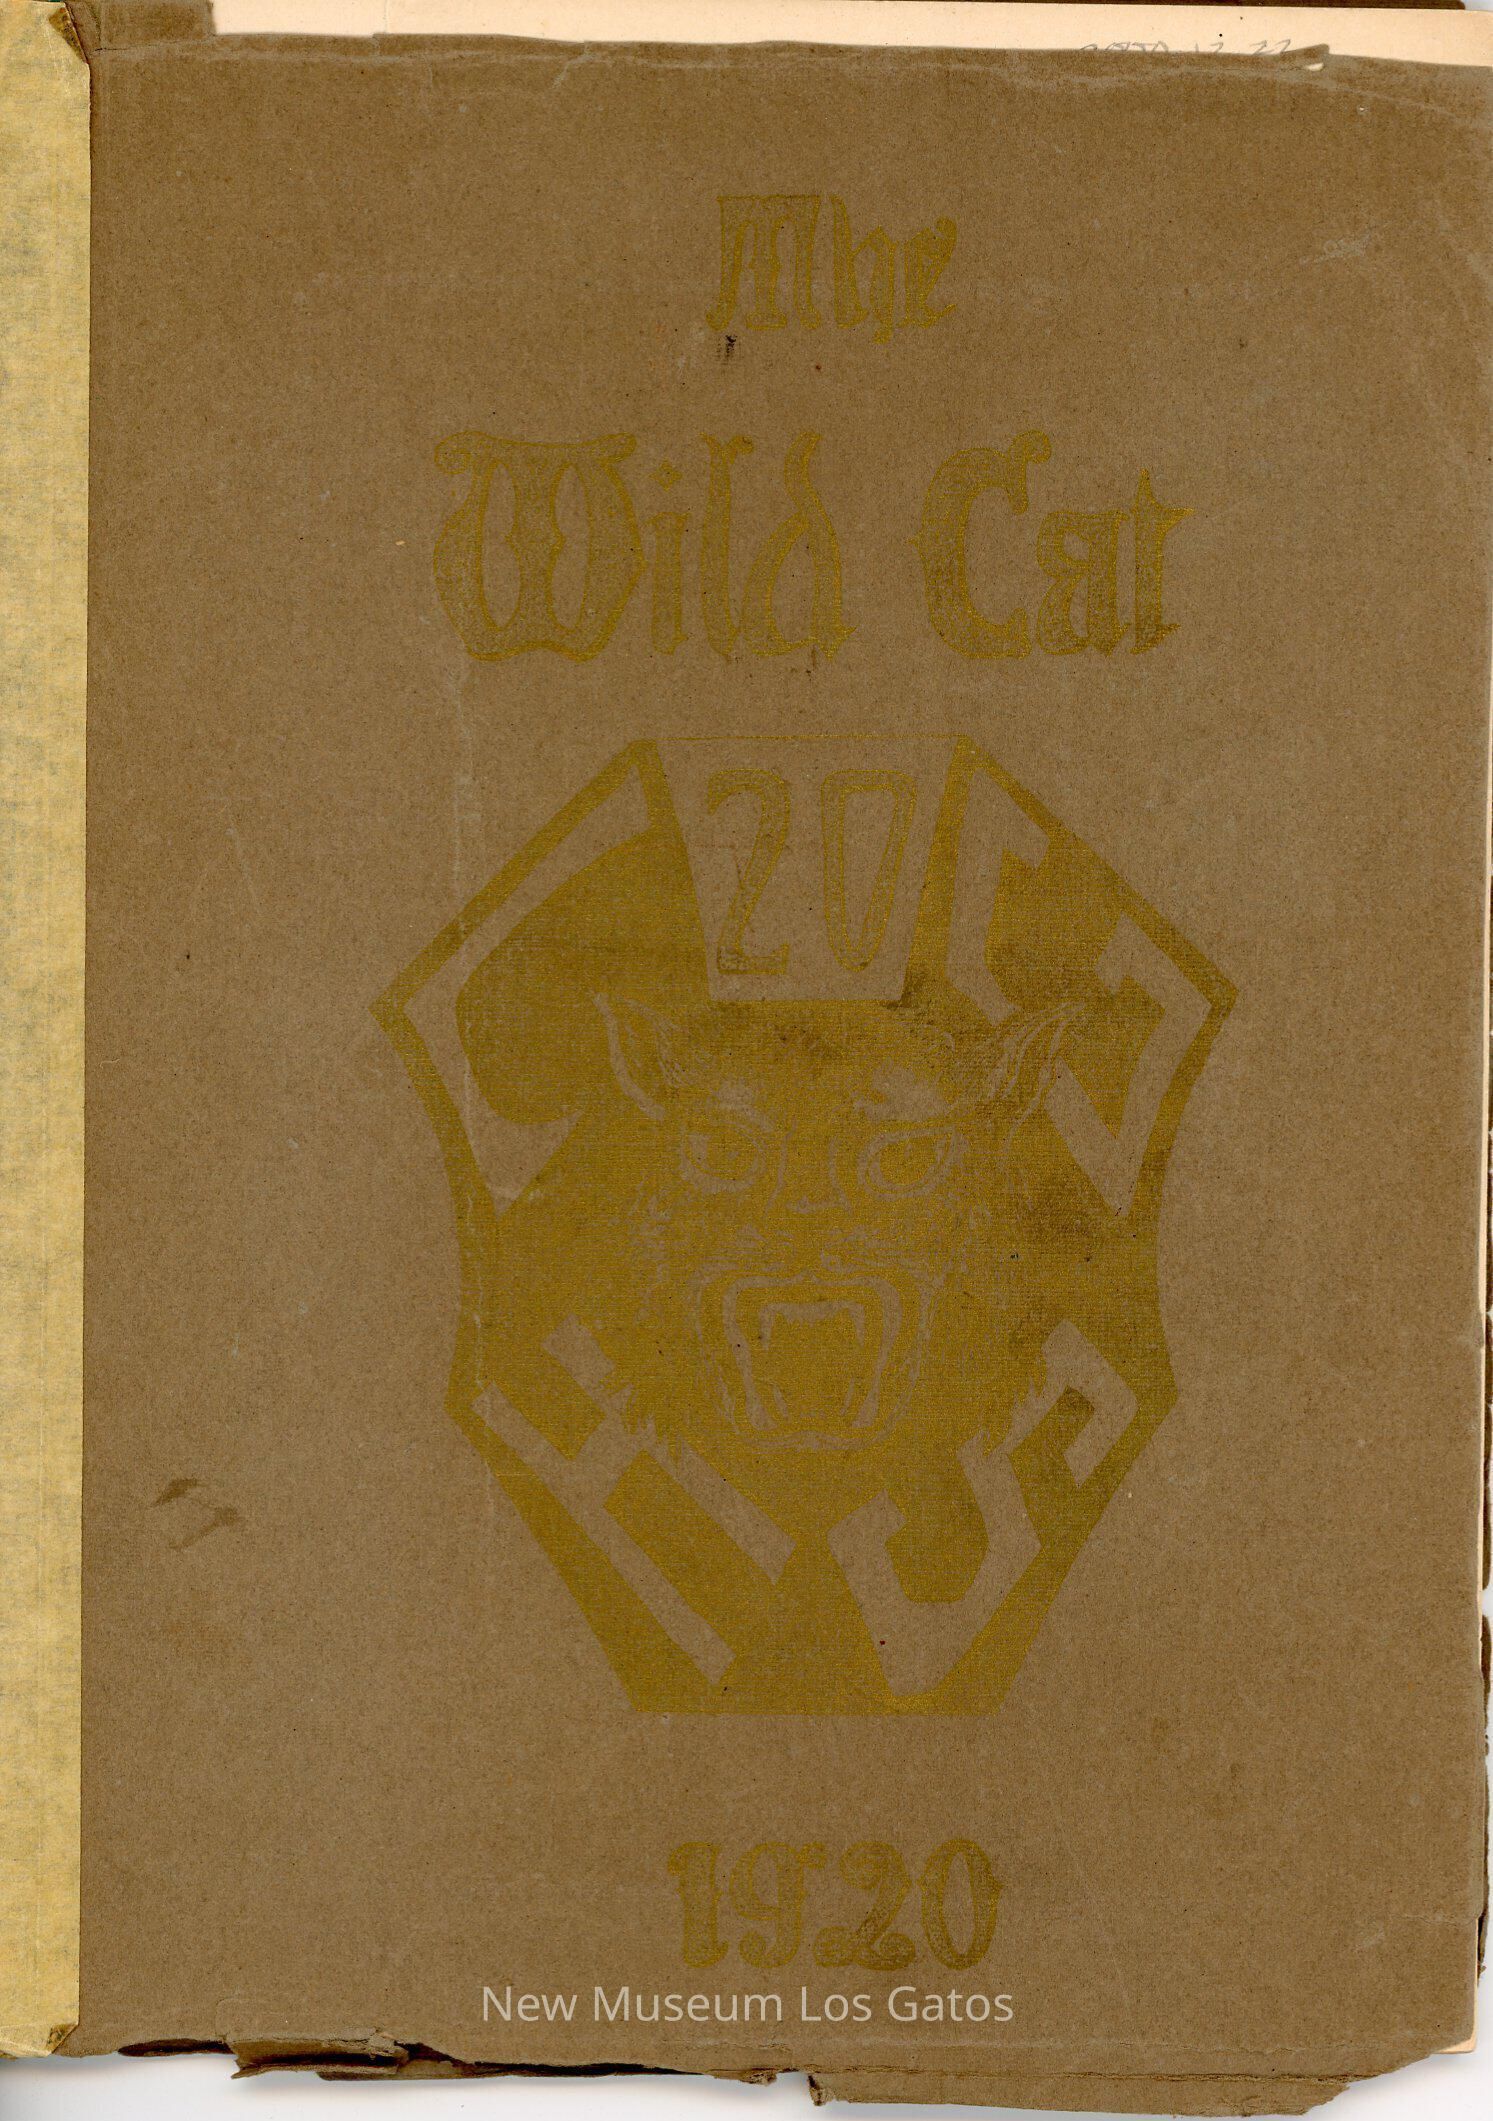 The
Wild Cat
20
L G
H S
1920
New Museum Los Gatos